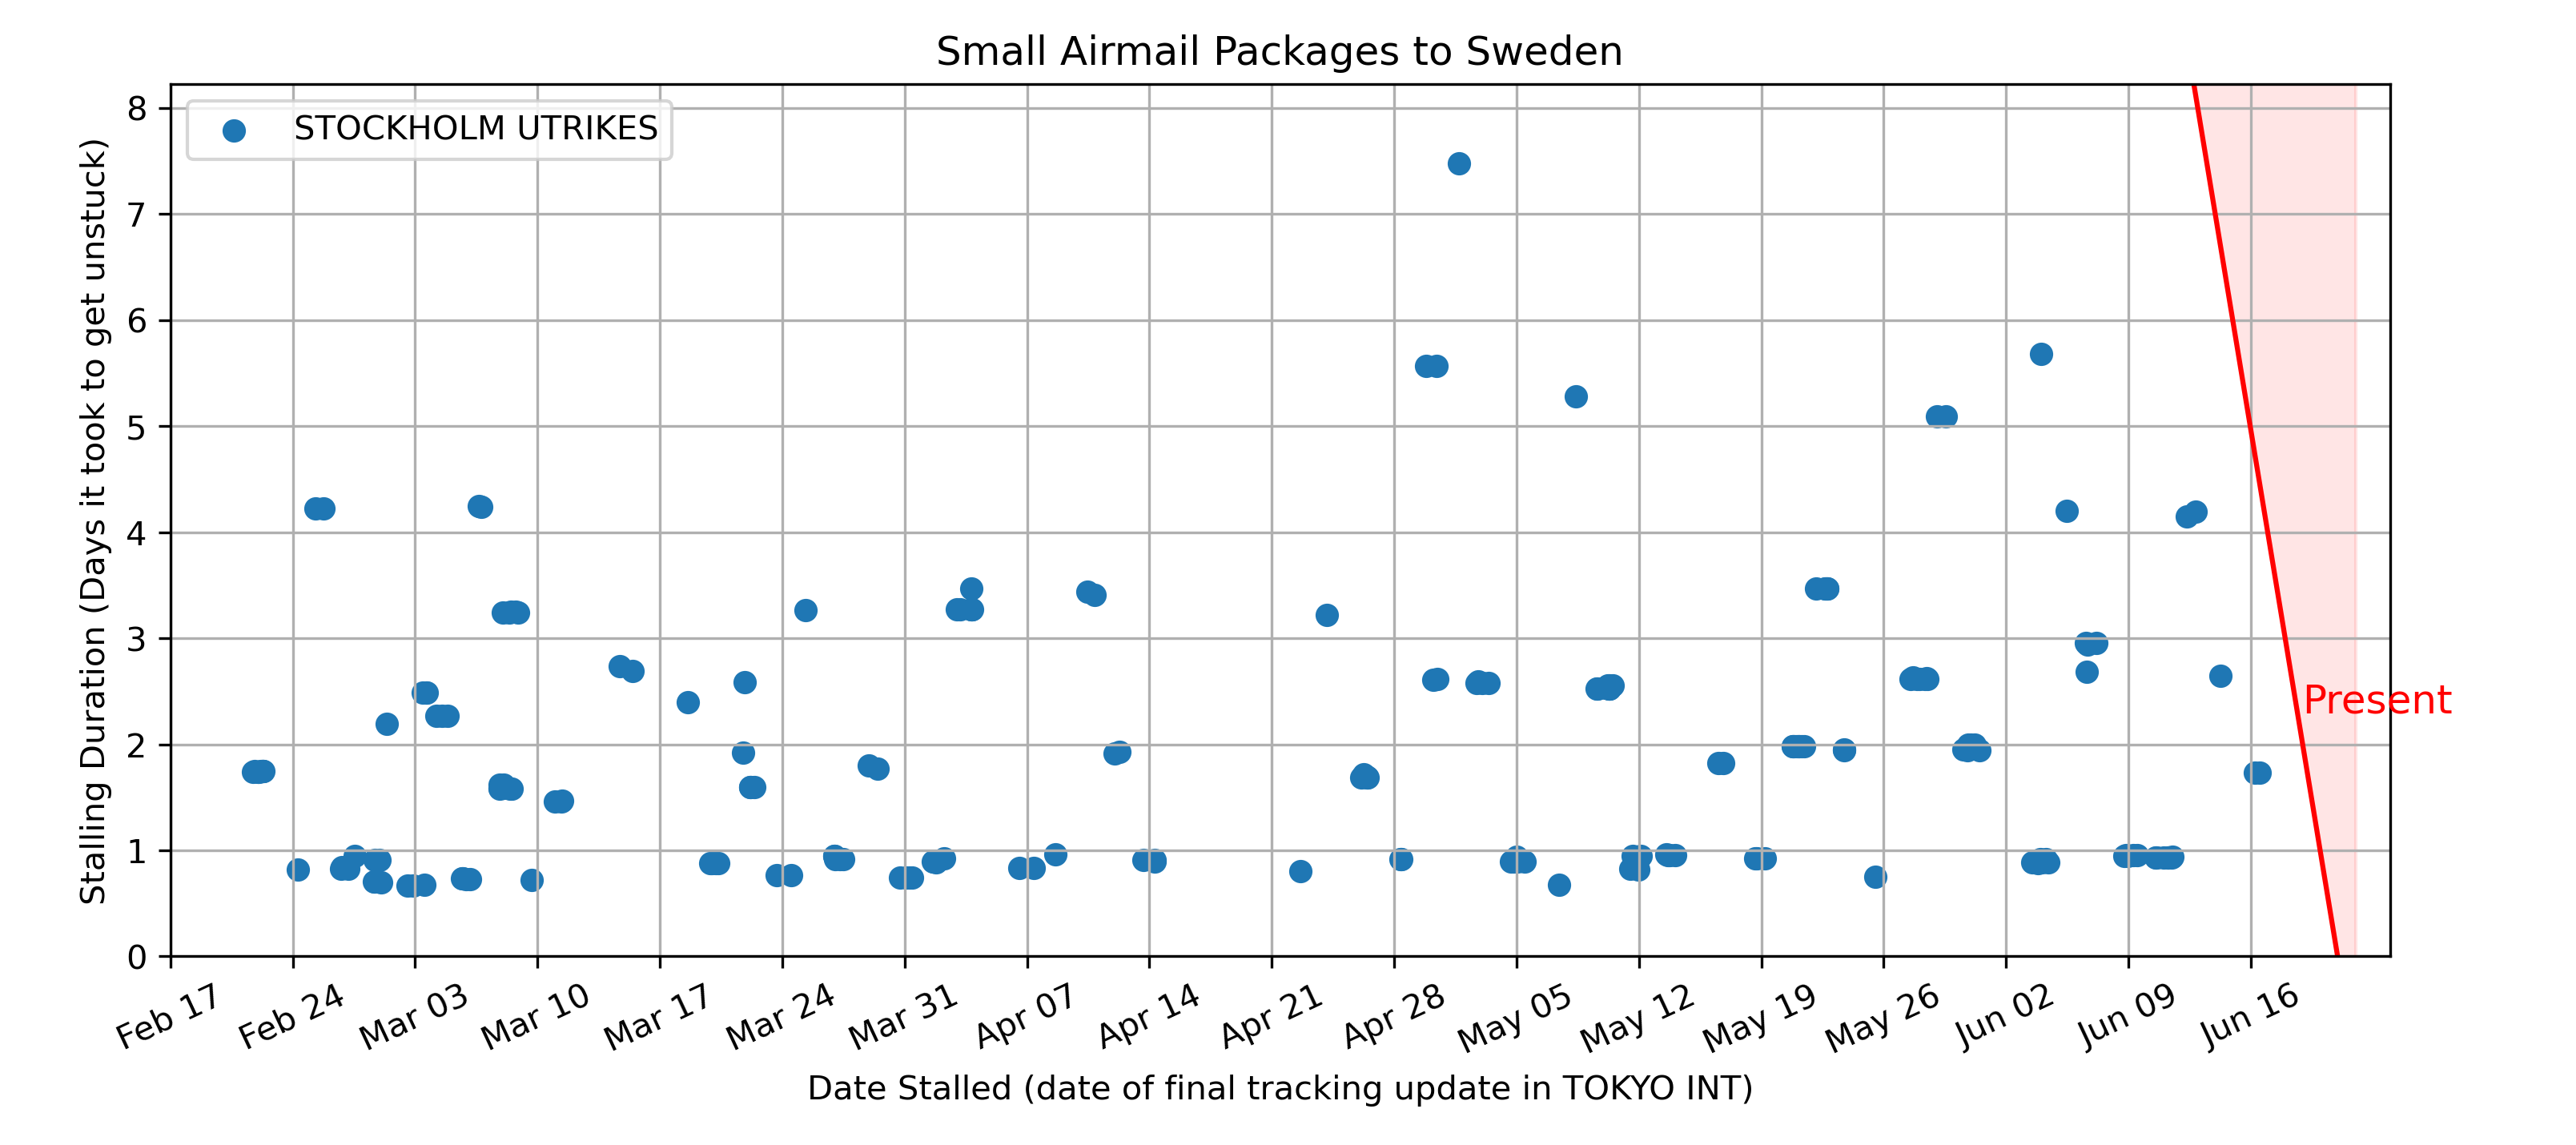 Small Airmail Packages to Sweden
STOCKHOLM UTRIKES
Stalling Duration (Days it took to get unstuck)
8
7
6
5
4
3
2
1
0
Present
Feb 17
Feb 24
Mar 03
Mar 10
Mar 17
Mar 24
Mar 31
Apr 07
Apr 14
Apr 21
Apr 28
May 05
May 12
May 19
May 26
Jun 02
Jun 09
Jun 16
Date Stalled (date of final tracking update in TOKYO INT)